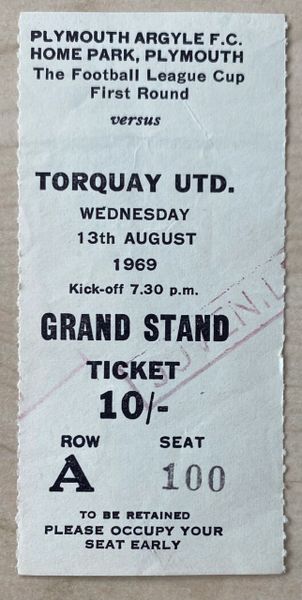 PLYMOUTH ARGYLE F.C.
HOME PARK, PLYMOUTH
The Football League Cup
First Round
versus
TORQUAY UTD.
WEDNESDAY
13th AUGUST
1969
Kick-off 7.30 p.m.
GRAND STAND
TICKET
10/-
ROW SEAT
A 100
TO BE RETAINED
PLEASE OCCUPY YOUR
SEAT EARLY